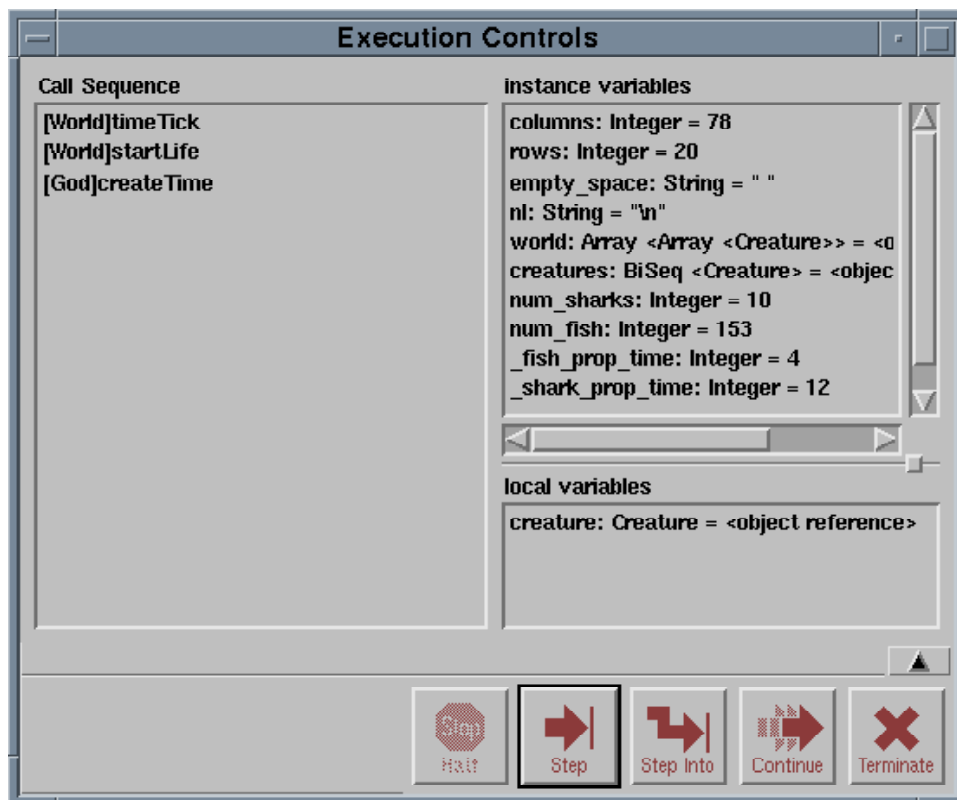 Execution Controls
Call Sequence
[World]timeTick
[World]startLife
[God]createTime
instance variables
columns: Integer = 78
rows: Integer = 20
empty_space: String = " "
nl: String = "\n"
world: Array <Array <Creature>> = <o
creatures: BiSeq <Creature> = <objec
num_sharks: Integer = 10
num_fish: Integer = 153
_fish_prop_time: Integer = 4
_shark_prop_time: Integer = 12
local variables
creature: Creature = <object reference>
Stop
Halt
Step
Step Into
Continue
Terminate